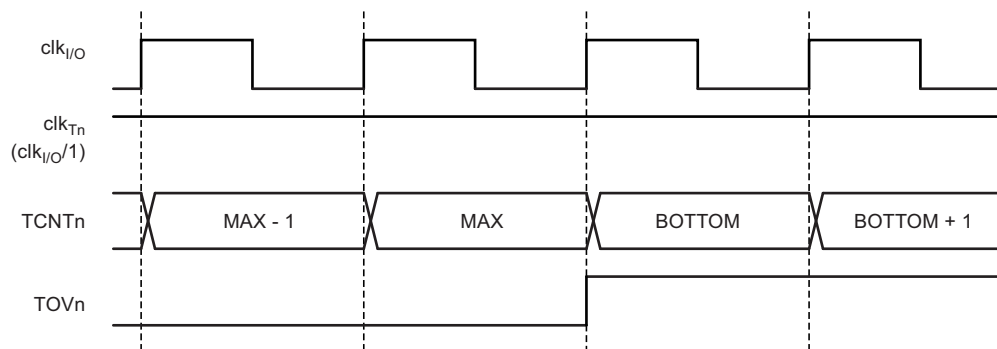 clkI/O
clkTn
(clkI/O/1)
TCNTn MAX - 1 MAX BOTTOM BOTTOM + 1
TOVn